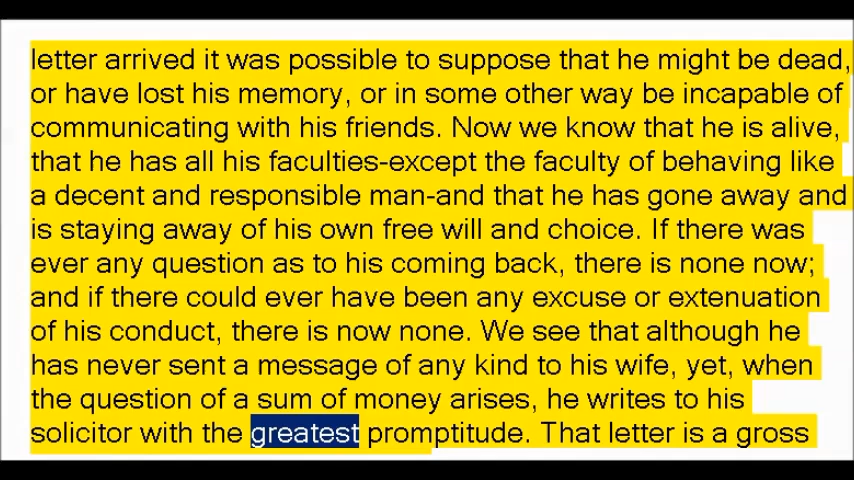 letter arrived it was possible to suppose that he might be dead,
or have lost his memory, or in some other way be incapable of
communicating with his friends. Now we know that he is alive,
that he has all his faculties-except the faculty of behaving like
a decent and responsible man-and that he has gone away and
is staying away of his own free will and choice. If there was
ever any question as to his coming back, there is none now;
and if there could ever have been any excuse or extenuation
of his conduct, there is now none. We see that although he
has never sent a message of any kind to his wife, yet, when
the question of a sum of money arises, he writes to his
solicitor with the greatest promptitude. That letter is a gross